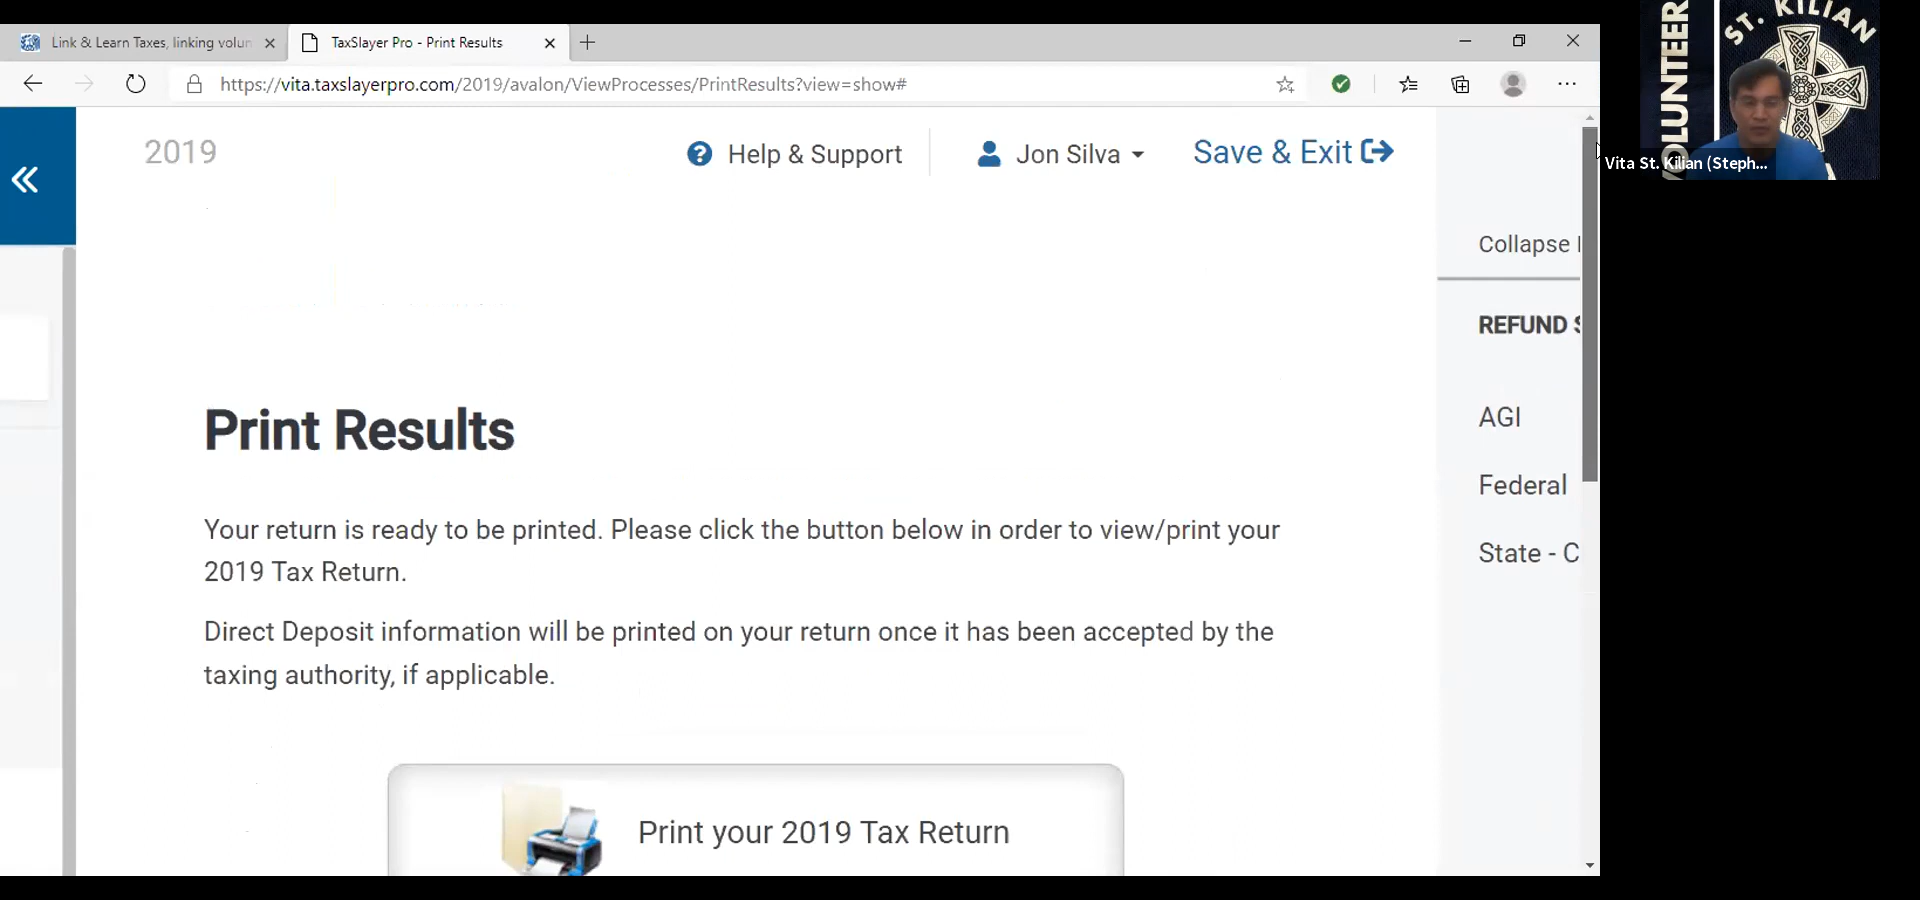 Link & Learn Taxes, linking volun
TaxSlayer Pro - Print Results
https://vita.taxslayerpro.com/2019/avalon/ViewProcesses/PrintResults?view=show#
2019
Help & Support
Jon Silva
Save & Exit
Collapse
REFUND S
AGI
Federal
State - C
Print Results
Your return is ready to be printed. Please click the button below in order to view/print your
2019 Tax Return.
Direct Deposit information will be printed on your return once it has been accepted by the
taxing authority, if applicable.
Print your 2019 Tax Return
VOLUNTEER
ST. KILIAN
Vita St. Kilian (Steph...